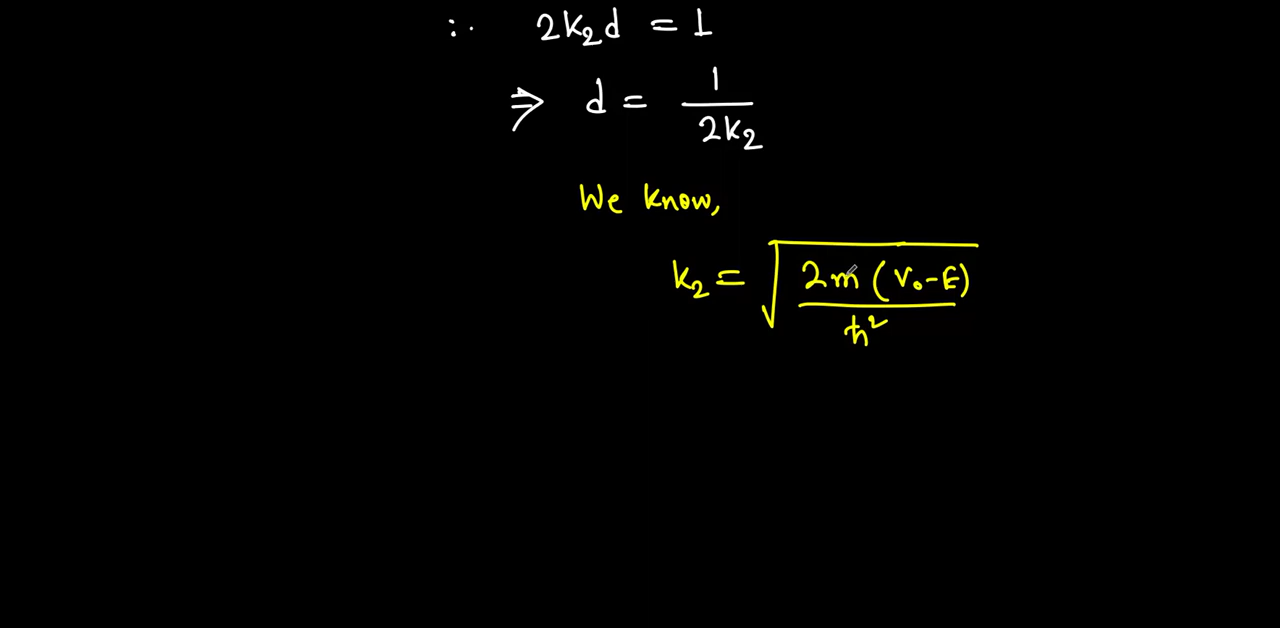 ∴ 2k₂d = 1
⇒ d = 1/2k₂
We know,
k₂ = √(2m(V₀-E)/ħ²)